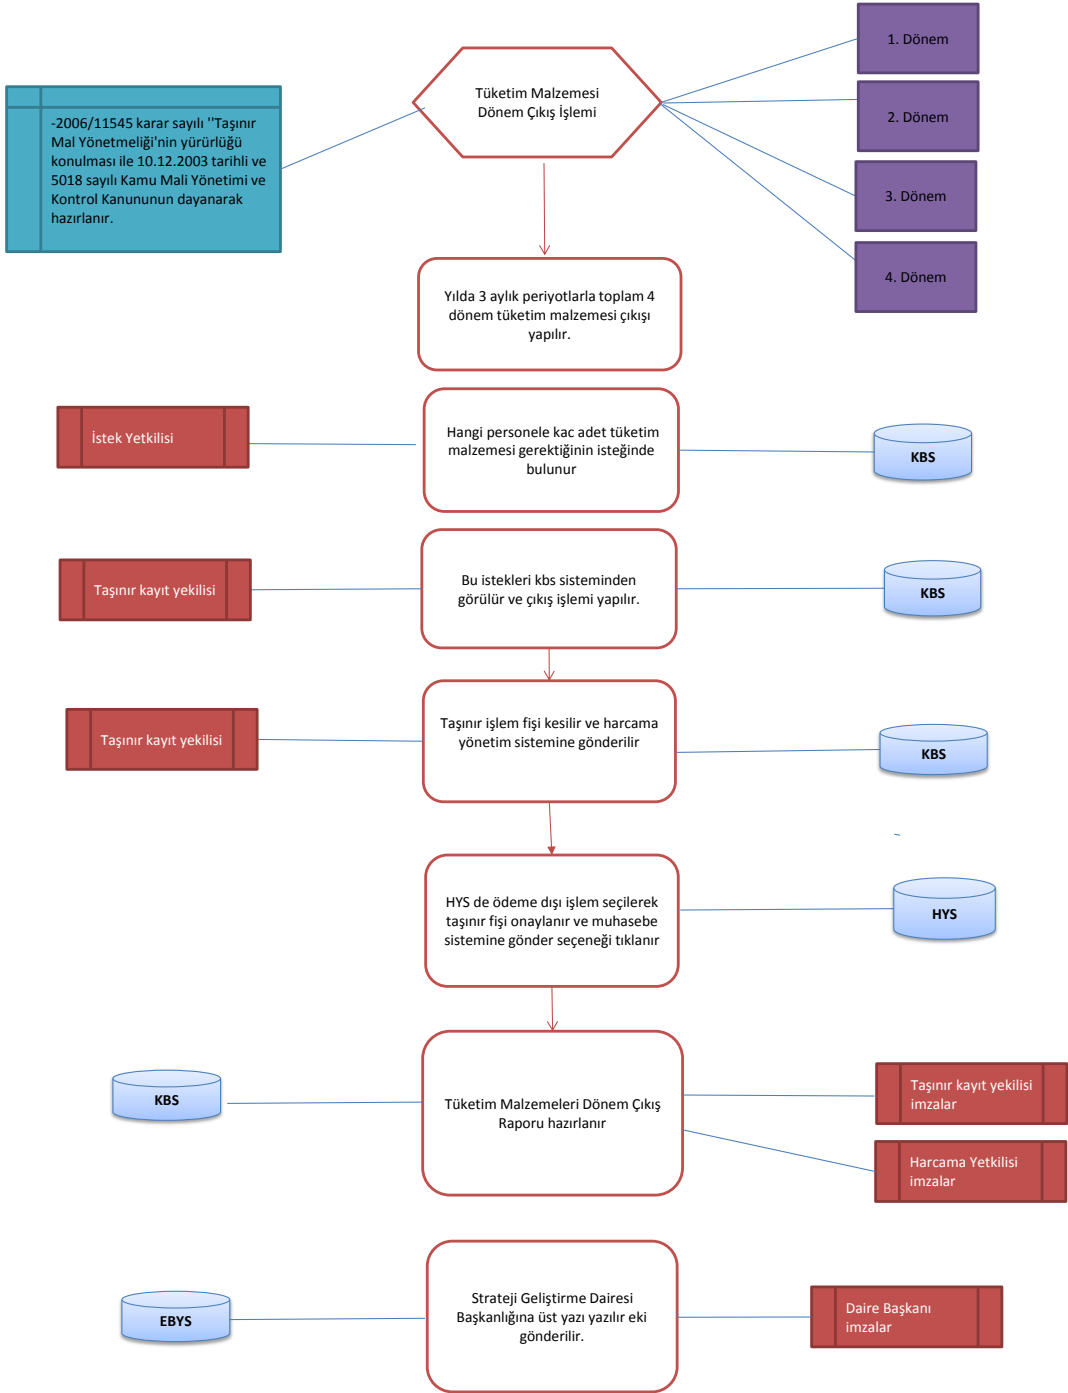 Tüketim Malzemesi
Dönem Çıkış İşlemi
1. Dönem
2. Dönem
3. Dönem
4. Dönem
-2006/11545 karar sayılı "Taşınır
Mal Yönetmeliği'nin yürürlüğü
konulması ile 10.12.2003 tarihli ve
5018 sayılı Kamu Mali Yönetimi ve
Kontrol Kanununun dayanarak
hazırlanır.
Yılda 3 aylık periyotlarla toplam 4
dönem tüketim malzemesi çıkışı
yapılır.
İstek Yetkilisi
Hangi personele kac adet tüketim
malzemesi gerektiğinin isteğinde
bulunur
KBS
Taşınır kayıt yekilisi
Bu istekleri kbs sisteminden
görülür ve çıkış işlemi yapılır.
KBS
Taşınır kayıt yekilisi
Taşınır işlem fişi kesilir ve harcama
yönetim sistemine gönderilir
KBS
HYS de ödeme dışı işlem seçilerek
taşınır fişi onaylanır ve muhasebe
sistemine gönder seçeneği tıklanır
HYS
KBS
Tüketim Malzemeleri Dönem Çıkış
Raporu hazırlanır
Taşınır kayıt yekilisi
imzalar
Harcama Yetkilisi
imzalar
EBYS
Strateji Geliştirme Dairesi
Başkanlığına üst yazı yazılır eki
gönderilir.
Daire Başkanı
imzalar